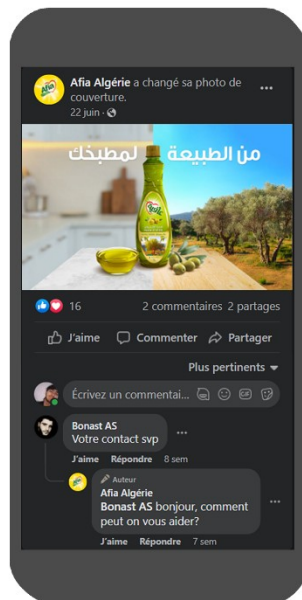 Afia Algérie a changé sa photo de
couverture.
22 juin ·
من الطبيعة لمطبخك
16
2 commentaires 2 partages
J'aime Commenter Partager
Plus pertinents
Écrivez un commentai...
GIF
Bonast AS
Votre contact svp
J'aime Répondre 8 sem
Auteur
Afia Algérie
Bonast AS bonjour, comment
peut on vous aider?
J'aime Répondre 7 sem